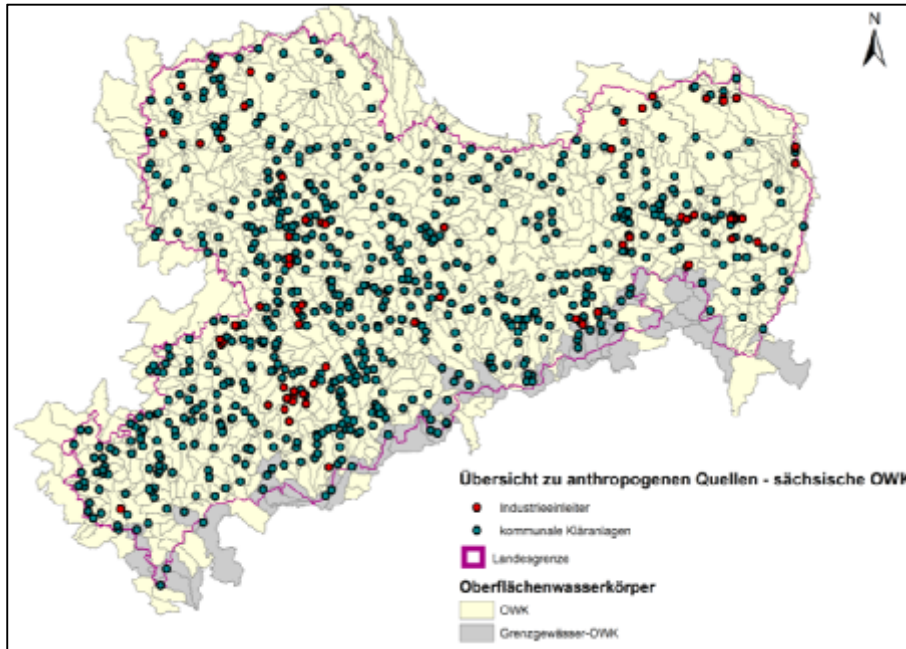 N
Übersicht zu anthropogenen Quellen - sächsische OWK
Industrieeinleiter
kommunale Kläranlagen
Landesgrenze
Oberflächenwasserkörper
OWK
Grenzgewässer-OWK